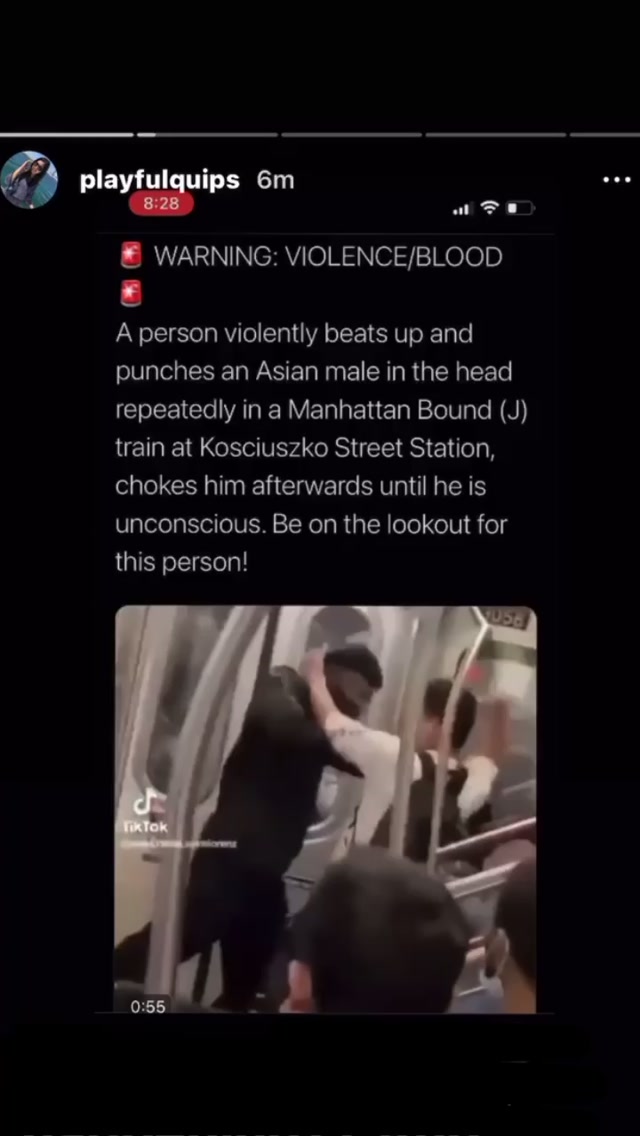 playfulquips 6m
8:28
WARNING: VIOLENCE/BLOOD
A person violently beats up and
punches an Asian male in the head
repeatedly in a Manhattan Bound (J)
train at Kosciuszko Street Station,
chokes him afterwards until he is
unconscious. Be on the lookout for
this person!
TikTok
0:55